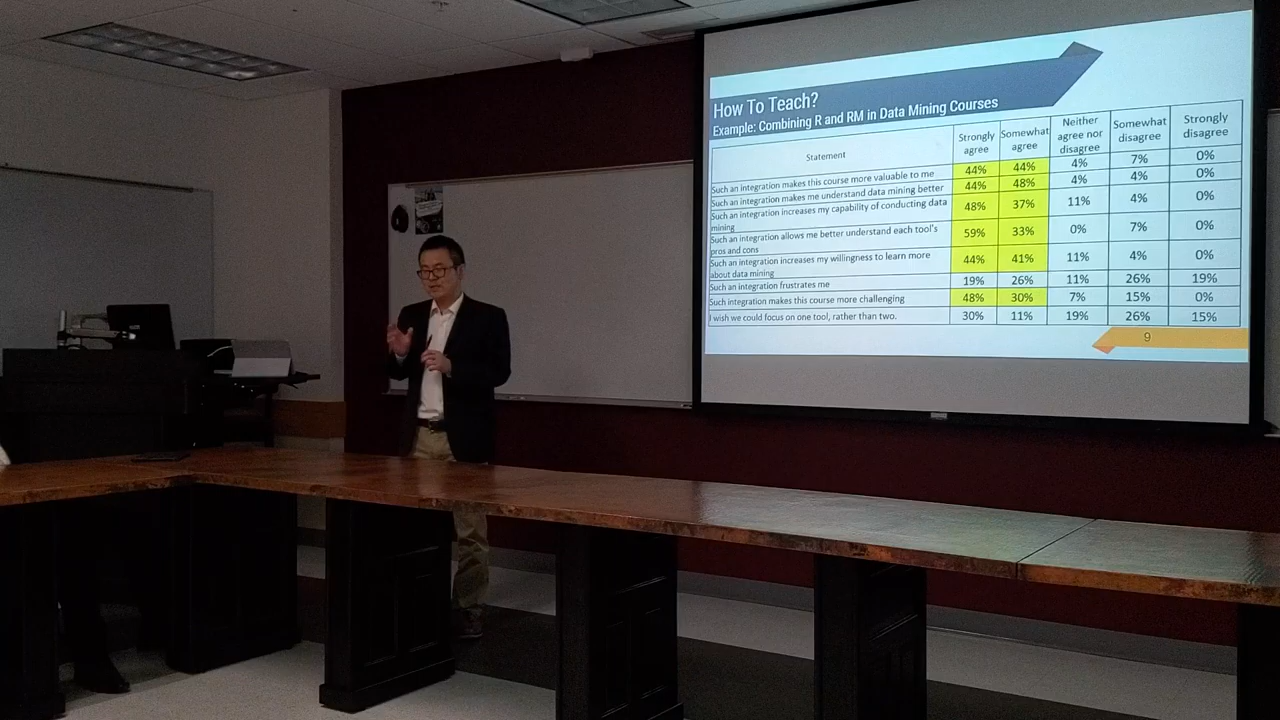 How To Teach?
Example: Combining R and RM in Data Mining Courses
Statement Strongly agree Somewhat agree Neither agree nor disagree Somewhat disagree Strongly disagree
Such an integration makes this course more valuable to me 44% 44% 4% 7% 0%
Such an integration makes me understand data mining better 44% 48% 4% 4% 0%
Such an integration increases my capability of conducting data mining 48% 37% 11% 4% 0%
Such an integration allows me better understand each tool's pros and cons 59% 33% 0% 7% 0%
Such an integration increases my willingness to learn more about data mining 44% 41% 11% 4% 0%
Such an integration frustrates me 19% 26% 11% 26% 19%
Such integration makes this course more challenging 48% 30% 7% 15% 0%
I wish we could focus on one tool, rather than two. 30% 11% 19% 26% 15%
9